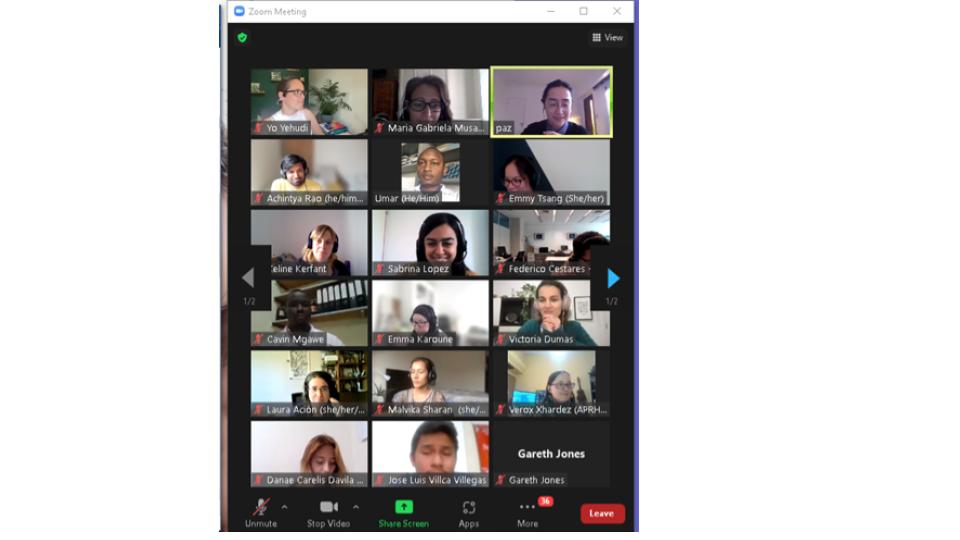 Zoom Meeting
View
Yo Yehudi
Maria Gabriela Musa...
paz
Achintya Rao (he/him...
Umar (He/Him)
Emmy Tsang (She/her)
Celine Kerfant
Sabrina Lopez
Federico Cestares -
1/2
1/2
Cavin Mgawe
Emma Karoune
Victoria Dumas
Laura Acion (she/her/...
Malvika Sharan (she/...
Verox Xhardez (APRH...
Danae Carelis Davila ...
Jose Luis Villca Villegas
Gareth Jones
Gareth Jones
36
Unmute
Stop Video
Share Screen
Apps
More
Leave